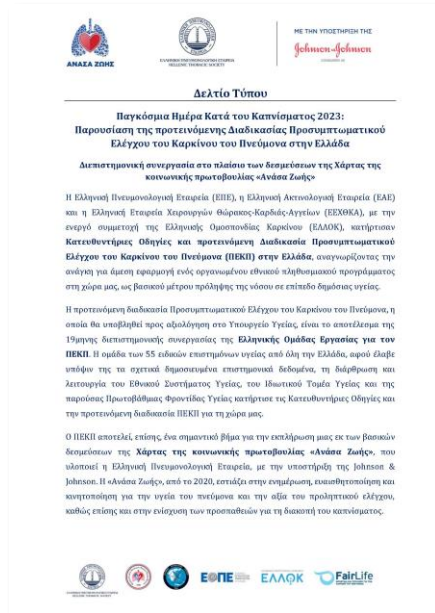 ΑΝΑΣΑ ΖΩΗΣ
ΕΛΛΗΝΙΚΗ ΠΝΕΥΜΟΝΟΛΟΓΙΚΗ ΕΤΑΙΡΕΙΑ
HELLENIC THORACIC SOCIETY
ΜΕ ΤΗΝ ΥΠΟΣΤΗΡΙΞΗ ΤΗΣ
Johnson & Johnson
Δελτίο Τύπου
Παγκόσμια Ημέρα Κατά του Καπνίσματος 2023:
Παρουσίαση της προτεινόμενης Διαδικασίας Προσυμπτωματικού
Ελέγχου του Καρκίνου του Πνεύμονα στην Ελλάδα
Διεπιστημονική συνεργασία στο πλαίσιο των δεσμεύσεων της Χάρτας της
κοινωνικής πρωτοβουλίας «Ανάσα Ζωής»
Η Ελληνική Πνευμονολογική Εταιρεία (ΕΠΕ), η Ελληνική Ακτινολογική Εταιρεία (ΕΑΕ)
και η Ελληνική Εταιρεία Χειρουργών Θώρακος-Καρδιάς-Αγγείων (ΕΕΧΘΚΑ), με την
ενεργό συμμετοχή της Ελληνικής Ομοσπονδίας Καρκίνου (ΕΛΛΟΚ), κατήρτισαν
Κατευθυντήριες Οδηγίες και προτεινόμενη Διαδικασία Προσυμπτωματικού
Ελέγχου του Καρκίνου του Πνεύμονα (ΠΕΚΠ) στην Ελλάδα, αναγνωρίζοντας την
ανάγκη για άμεση εφαρμογή ενός οργανωμένου εθνικού πληθυσμιακού προγράμματος
στη χώρα μας, ως βασικού μέτρου πρόληψης της νόσου σε επίπεδο δημόσιας υγείας.
Η προτεινόμενη διαδικασία Προσυμπτωματικού Ελέγχου του Καρκίνου του Πνεύμονα, η
οποία θα υποβληθεί προς αξιολόγηση στο Υπουργείο Υγείας, είναι το αποτέλεσμα της
19μηνης διεπιστημονικής συνεργασίας της Ελληνικής Ομάδας Εργασίας για τον
ΠΕΚΠ. Η ομάδα των 55 ειδικών επιστημόνων υγείας από όλη την Ελλάδα, αφού έλαβε
υπόψιν της τα σχετικά δημοσιευμένα επιστημονικά δεδομένα, τη διάρθρωση και
λειτουργία του Εθνικού Συστήματος Υγείας, του Ιδιωτικού Τομέα Υγείας και της
παρούσας Πρωτοβάθμιας Φροντίδας Υγείας κατήρτισε τις Κατευθυντήριες Οδηγίες και
την προτεινόμενη διαδικασία ΠΕΚΠ για τη χώρα μας.
Ο ΠΕΚΠ αποτελεί, επίσης, ένα σημαντικό βήμα για την εκπλήρωση μιας εκ των βασικών
δεσμεύσεων της Χάρτας της κοινωνικής πρωτοβουλίας «Ανάσα Ζωής», που
υλοποιεί η Ελληνική Πνευμονολογική Εταιρεία, με την υποστήριξη της Johnson &
Johnson. Η «Ανάσα Ζωής», από το 2020, εστιάζει στην ενημέρωση, ευαισθητοποίηση και
κινητοποίηση για την υγεία του πνεύμονα και την αξία του προληπτικού ελέγχου,
καθώς επίσης και στην ενίσχυση των προσπαθειών για τη διακοπή του καπνίσματος.
ΕΛΛΟΚ
FairLife